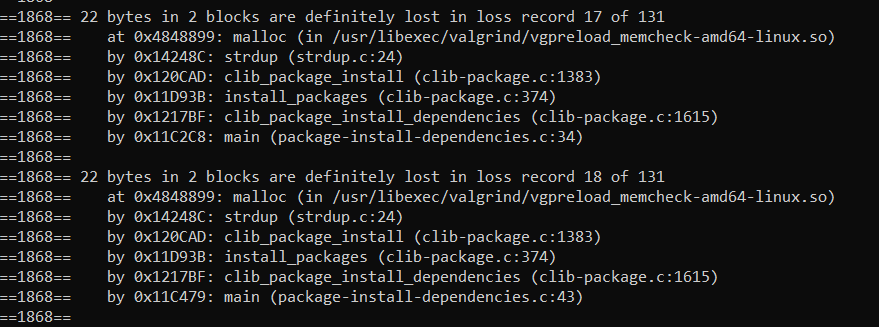 ==1868==
==1868== 22 bytes in 2 blocks are definitely lost in loss record 17 of 131
==1868==    at 0x4848899: malloc (in /usr/libexec/valgrind/vgpreload_memcheck-amd64-linux.so)
==1868==    by 0x14248C: strdup (strdup.c:24)
==1868==    by 0x120CAD: clib_package_install (clib-package.c:1383)
==1868==    by 0x11D93B: install_packages (clib-package.c:374)
==1868==    by 0x1217BF: clib_package_install_dependencies (clib-package.c:1615)
==1868==    by 0x11C2C8: main (package-install-dependencies.c:34)
==1868==
==1868== 22 bytes in 2 blocks are definitely lost in loss record 18 of 131
==1868==    at 0x4848899: malloc (in /usr/libexec/valgrind/vgpreload_memcheck-amd64-linux.so)
==1868==    by 0x14248C: strdup (strdup.c:24)
==1868==    by 0x120CAD: clib_package_install (clib-package.c:1383)
==1868==    by 0x11D93B: install_packages (clib-package.c:374)
==1868==    by 0x1217BF: clib_package_install_dependencies (clib-package.c:1615)
==1868==    by 0x11C479: main (package-install-dependencies.c:43)
==1868==